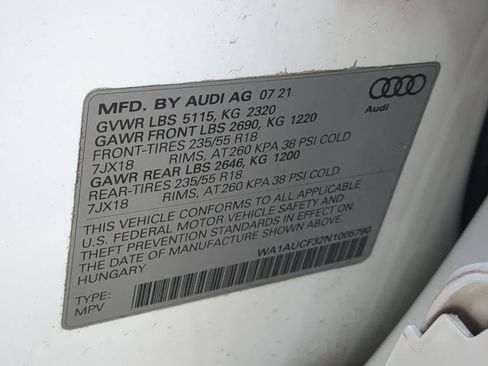 MFD. BY AUDI AG 07 21
GVWR LBS 5115, KG 2320
GAWR FRONT LBS 2690, KG 1220
FRONT-TIRES 235/55 R18
7JX18 RIMS, AT260 KPA 38 PSI COLD
GAWR REAR LBS 2646, KG 1200
REAR-TIRES 235/55 R18
7JX18 RIMS, AT260 KPA 38 PSI COLD
THIS VEHICLE CONFORMS TO ALL APPLICABLE
U.S. FEDERAL MOTOR VEHICLE SAFETY AND
THEFT PREVENTION STANDARDS IN EFFECT ON
THE DATE OF MANUFACTURE SHOWN ABOVE.
HUNGARY
WA1AUCF32N1005790
TYPE:
MPV
Audi